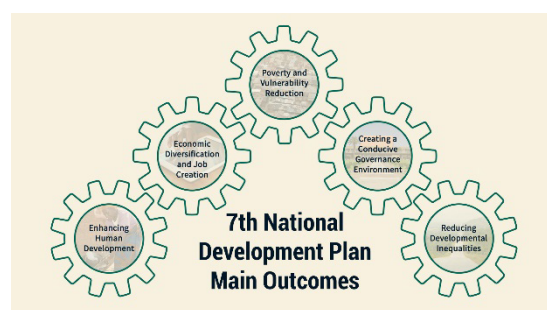 Poverty and
Vulnerability
Reduction
Economic
Diversification
and Job
Creation
Creating a
Conducive
Governance
Environment
Enhancing
Human
Development
Reducing
Developmental
Inequalities
7th National
Development Plan
Main Outcomes